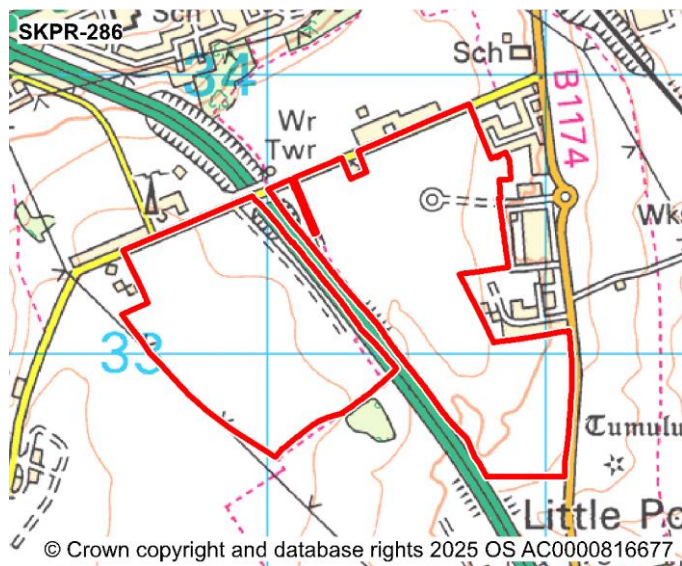 SKPR-286
Sch
34
Sch
Wr
Twr
B1174
Wks
33
Tumulu
Little Po
© Crown copyright and database rights 2025 OS AC0000816677